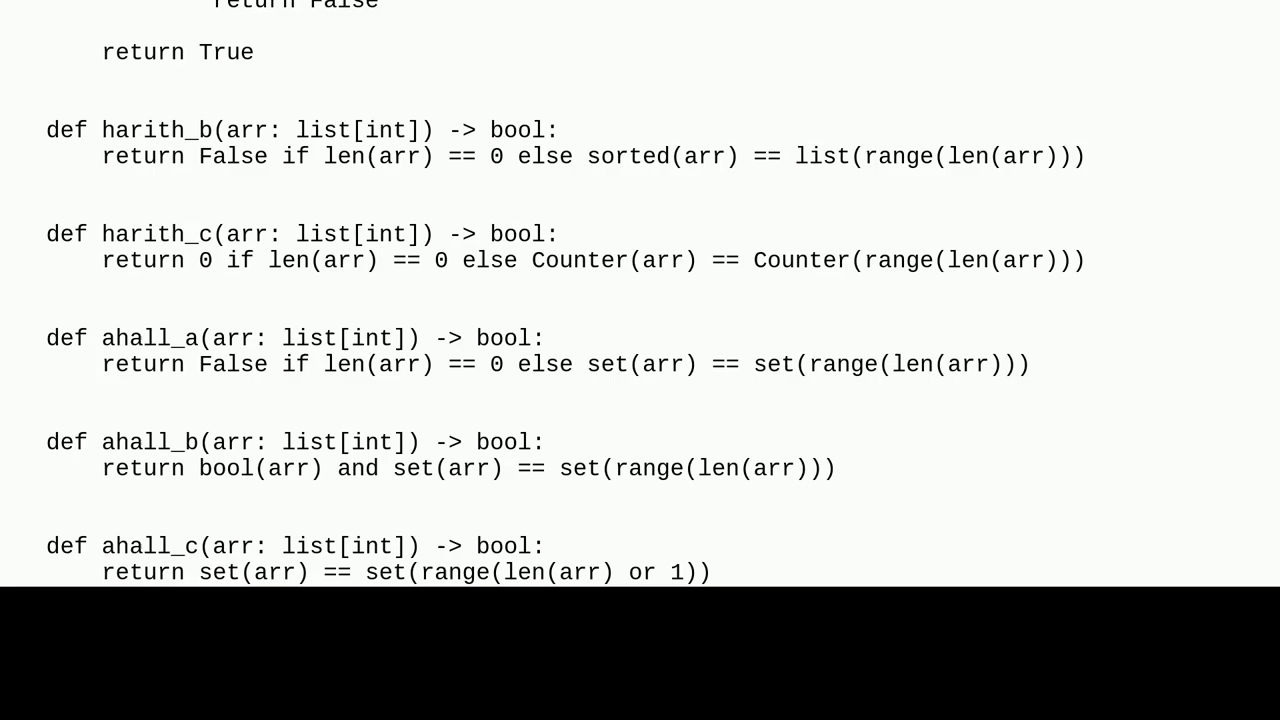 return False
return True
def harith_b(arr: list[int]) -> bool:
return False if len(arr) == 0 else sorted(arr) == list(range(len(arr)))
def harith_c(arr: list[int]) -> bool:
return 0 if len(arr) == 0 else Counter(arr) == Counter(range(len(arr)))
def ahall_a(arr: list[int]) -> bool:
return False if len(arr) == 0 else set(arr) == set(range(len(arr)))
def ahall_b(arr: list[int]) -> bool:
return bool(arr) and set(arr) == set(range(len(arr)))
def ahall_c(arr: list[int]) -> bool:
return set(arr) == set(range(len(arr) or 1))